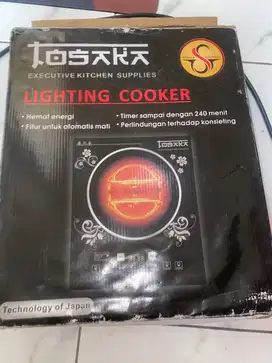 TOSAKA
EXECUTIVE KITCHEN SUPPLIES
LIGHTING COOKER
• Hemat energi
• Fitur untuk otomatis mati
• Timer sampai dengan 240 menit
• Perlindungan terhadap konsleting
TOSAKA
Technology of Japan